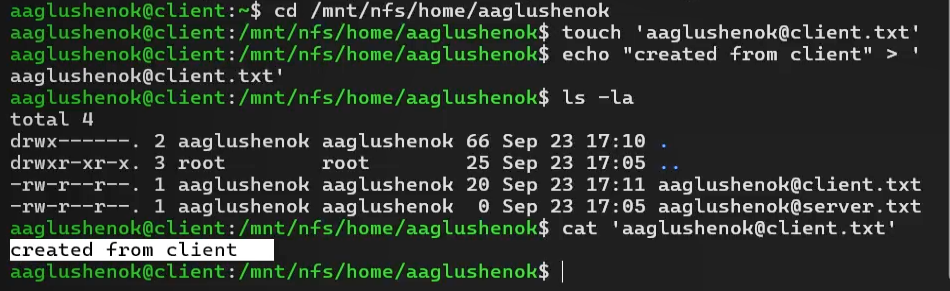 aaglushenok@client:~$ cd /mnt/nfs/home/aaglushenok
aaglushenok@client:/mnt/nfs/home/aaglushenok$ touch 'aaglushenok@client.txt'
aaglushenok@client:/mnt/nfs/home/aaglushenok$ echo "created from client" > '
aaglushenok@client.txt'
aaglushenok@client:/mnt/nfs/home/aaglushenok$ ls -la
total 4
drwx------. 2 aaglushenok aaglushenok 66 Sep 23 17:10 .
drwxr-xr-x. 3 root        root        25 Sep 23 17:05 ..
-rw-r--r--. 1 aaglushenok aaglushenok 20 Sep 23 17:11 aaglushenok@client.txt
-rw-r--r--. 1 aaglushenok aaglushenok  0 Sep 23 17:05 aaglushenok@server.txt
aaglushenok@client:/mnt/nfs/home/aaglushenok$ cat 'aaglushenok@client.txt'
created from client
aaglushenok@client:/mnt/nfs/home/aaglushenok$